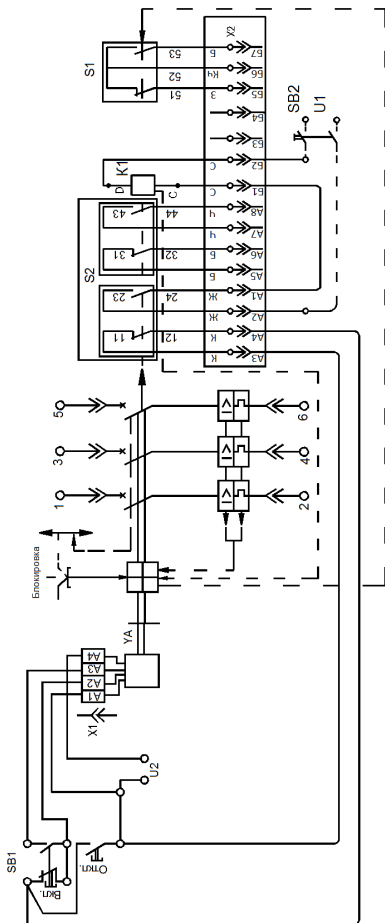 S1
53
52
51
X2
Б
Б7
КЧ
Б6
З
Б5
Б4
Б3
С
Б2
С
Б1
SB2
U1
K1
D
C
S2
43
44
Ч
А8
Ч
А7
31
32
Б
А6
Б
А5
23
24
Ж
А1
Ж
А2
11
12
К
А4
К
А3
5
3
1
6
4
2
Блокировка
YA
А4
А3
А2
А1
X1
U2
SB1
Вкл.
Откл.